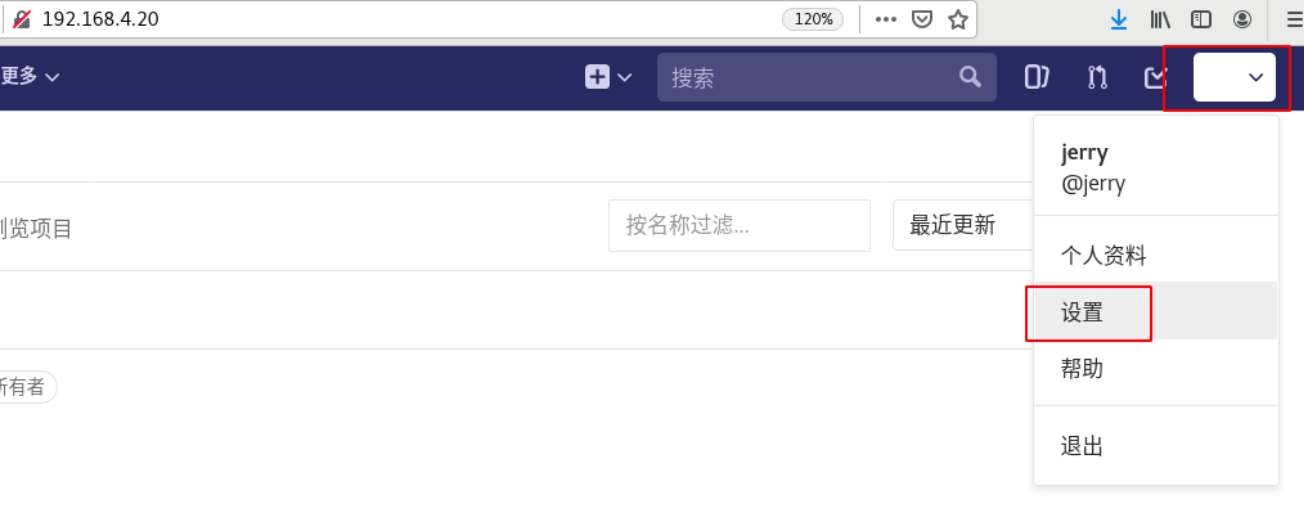 192.168.4.20
120%
更多
搜索
jerry
@jerry
浏览项目
按名称过滤...
最近更新
个人资料
设置
帮助
所有者
退出